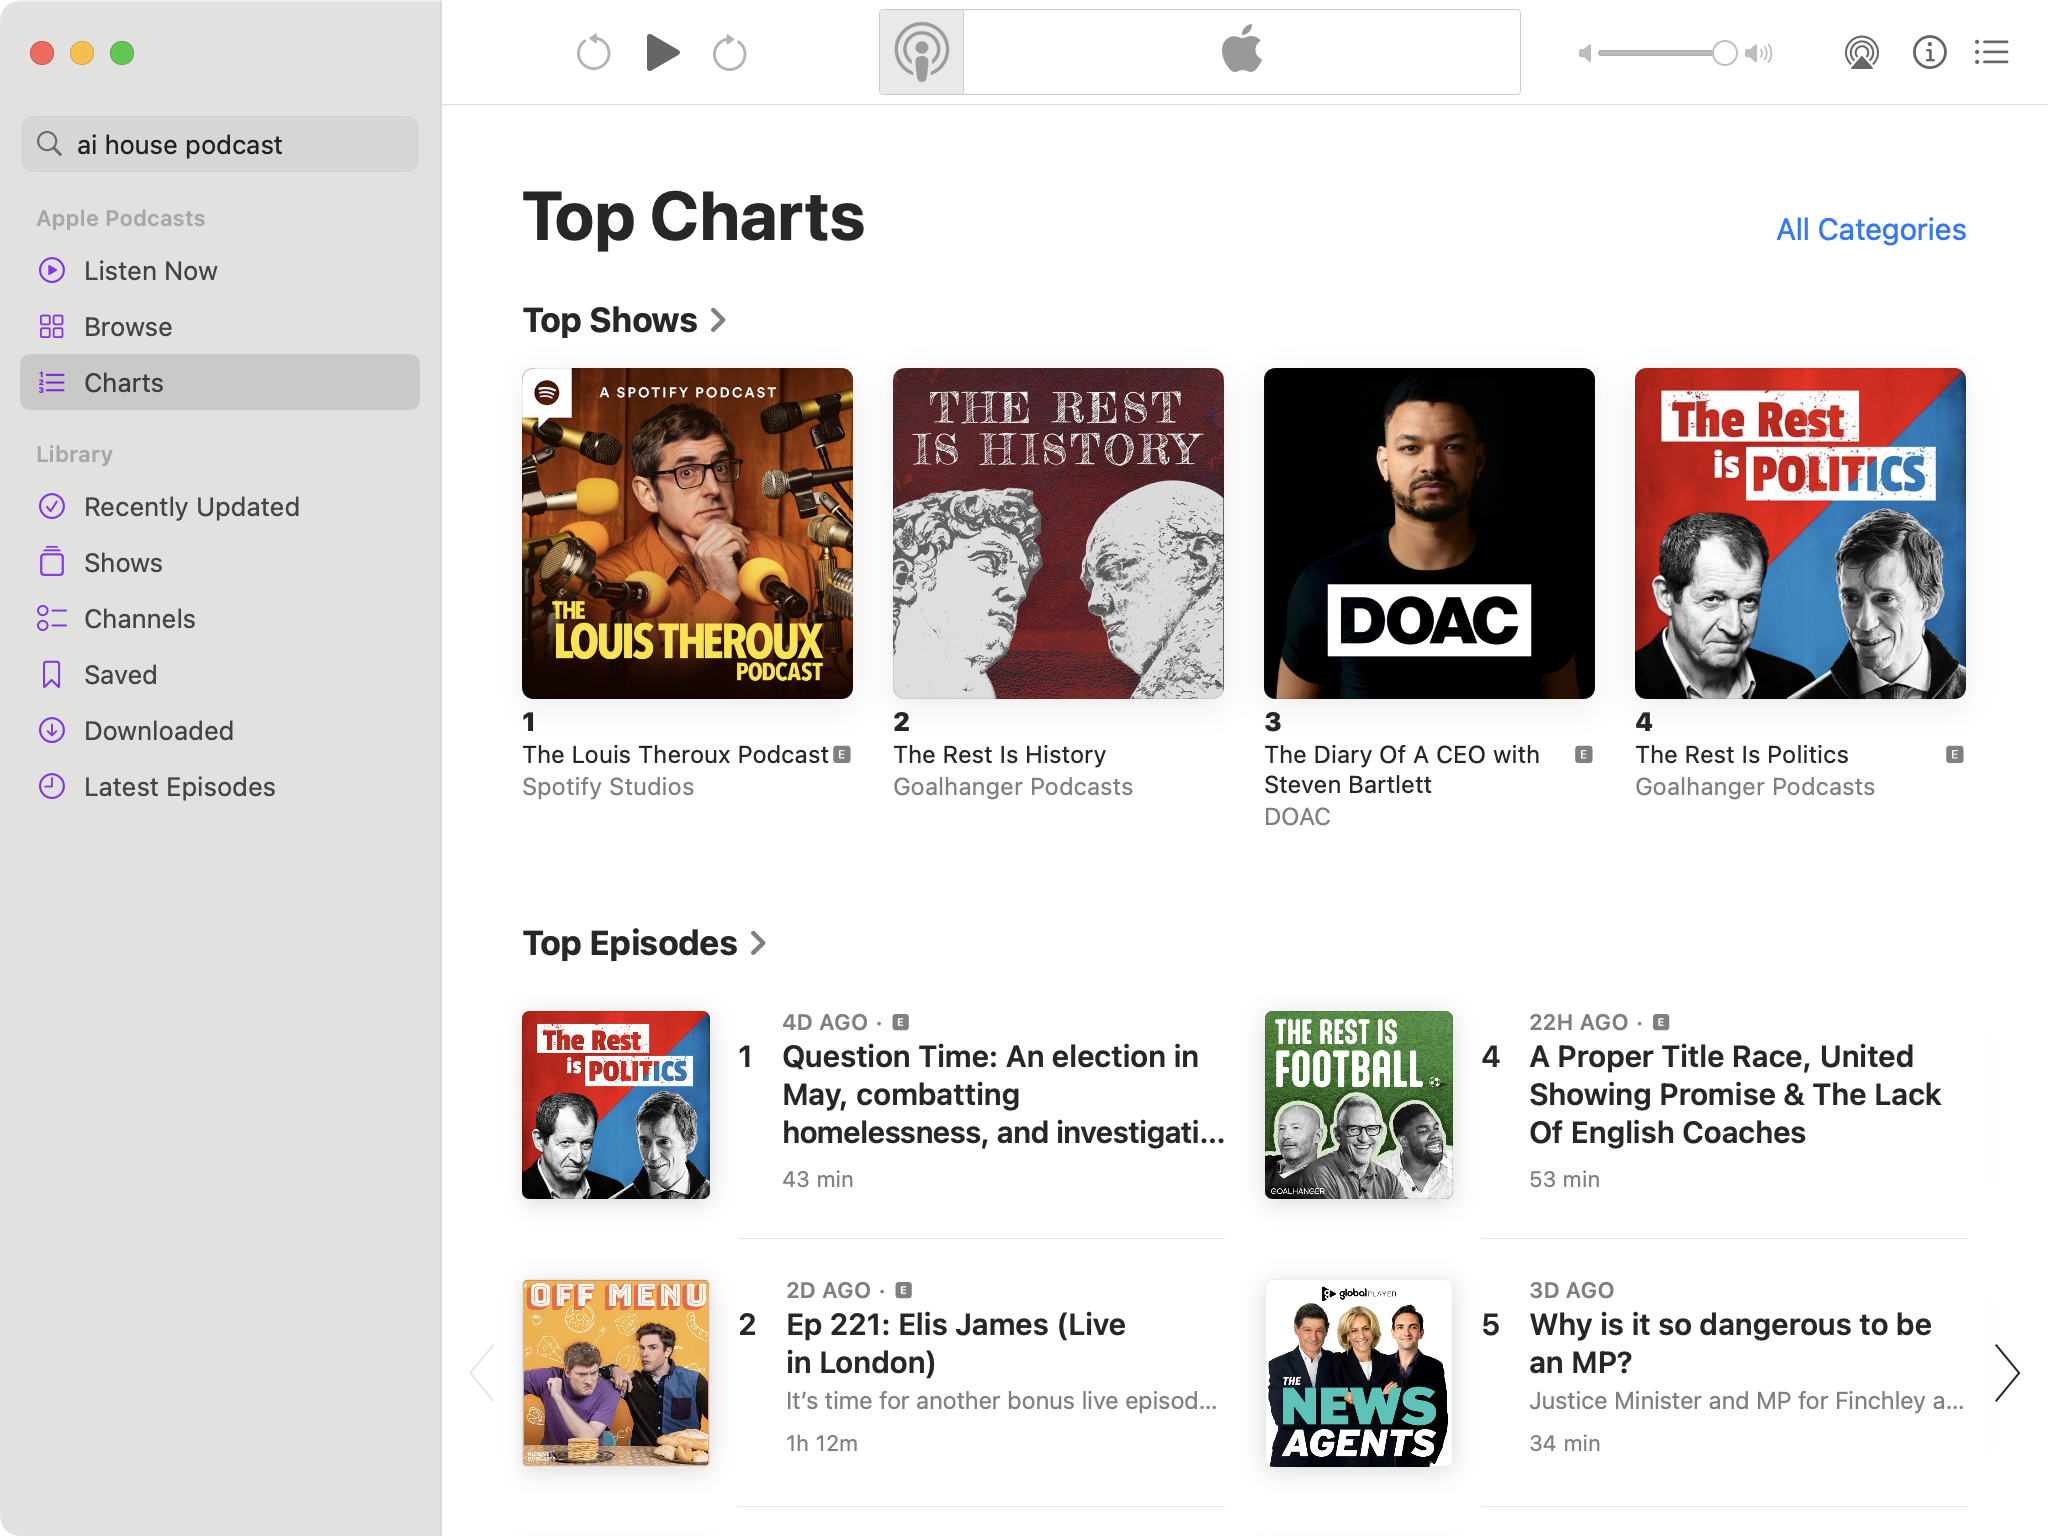 ai house podcast
Apple Podcasts
Listen Now
Browse
Charts
Library
Recently Updated
Shows
Channels
Saved
Downloaded
Latest Episodes
Top Charts
All Categories
Top Shows
A SPOTIFY PODCAST
THE
LOUIS THEROUX
PODCAST
THE REST
IS HISTORY
DOAC
The Rest
is POLITICS
1
The Louis Theroux Podcast E
Spotify Studios
2
The Rest Is History
Goalhanger Podcasts
3
The Diary Of A CEO with E
Steven Bartlett
DOAC
4
The Rest Is Politics E
Goalhanger Podcasts
Top Episodes
The Rest
is POLITICS
4D AGO · E
1 Question Time: An election in
May, combatting
homelessness, and investigati...
43 min
THE REST IS
FOOTBALL
GOALHANGER
22H AGO · E
4 A Proper Title Race, United
Showing Promise & The Lack
Of English Coaches
53 min
OFF MENU
2D AGO · E
2 Ep 221: Elis James (Live
in London)
It’s time for another bonus live episod...
1h 12m
global PLAYER
THE
NEWS
AGENTS
3D AGO
5 Why is it so dangerous to be
an MP?
Justice Minister and MP for Finchley a...
34 min